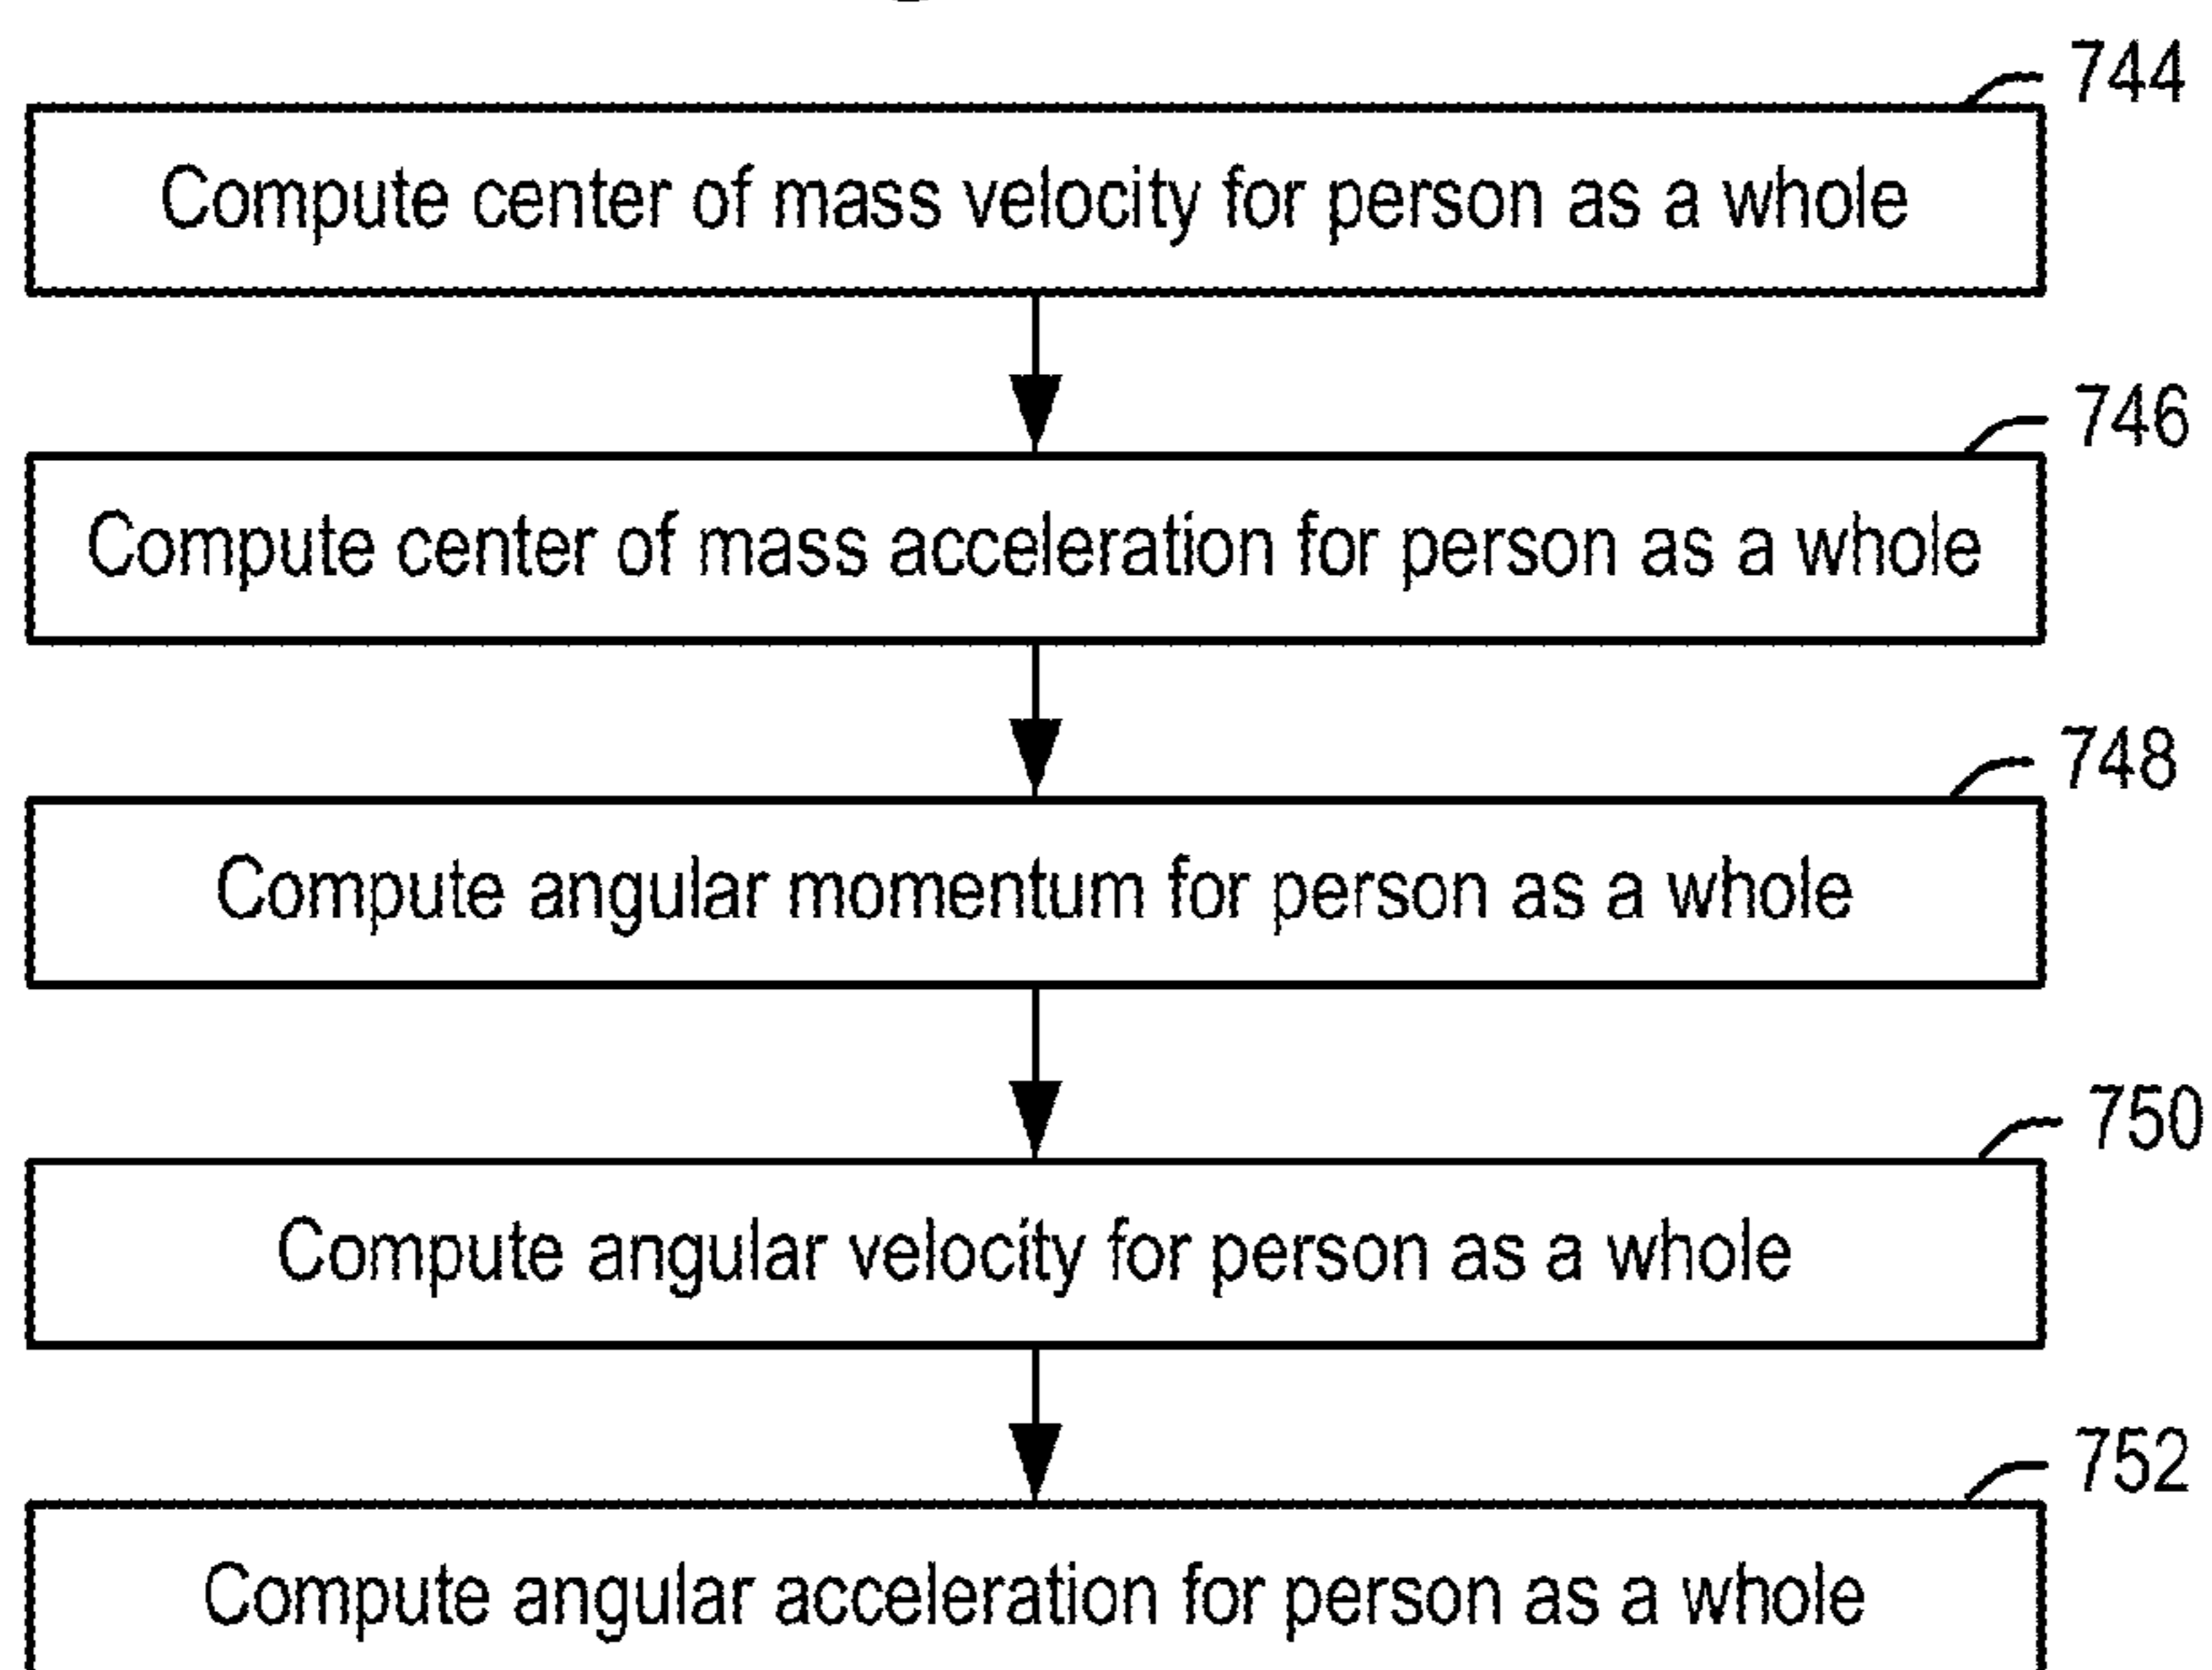 744
Compute center of mass velocity for person as a whole
746
Compute center of mass acceleration for person as a whole
748
Compute angular momentum for person as a whole
750
Compute angular velocity for person as a whole
752
Compute angular acceleration for person as a whole